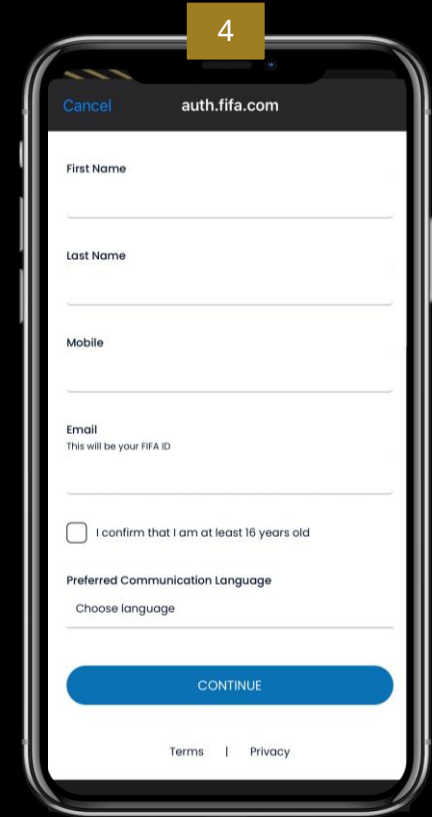 4
Cancel auth.fifa.com
First Name
Last Name
Mobile
Email
This will be your FIFA ID
I confirm that I am at least 16 years old
Preferred Communication Language
Choose language
CONTINUE
Terms | Privacy